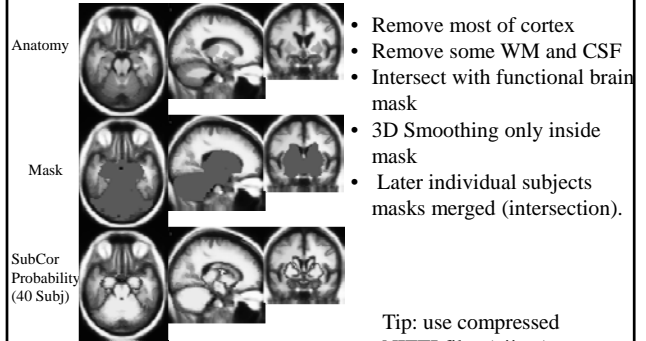 Anatomy
Mask
SubCor
Probability
(40 Subj)
• Remove most of cortex
• Remove some WM and CSF
• Intersect with functional brain
mask
• 3D Smoothing only inside
mask
• Later individual subjects
masks merged (intersection).
Tip: use compressed